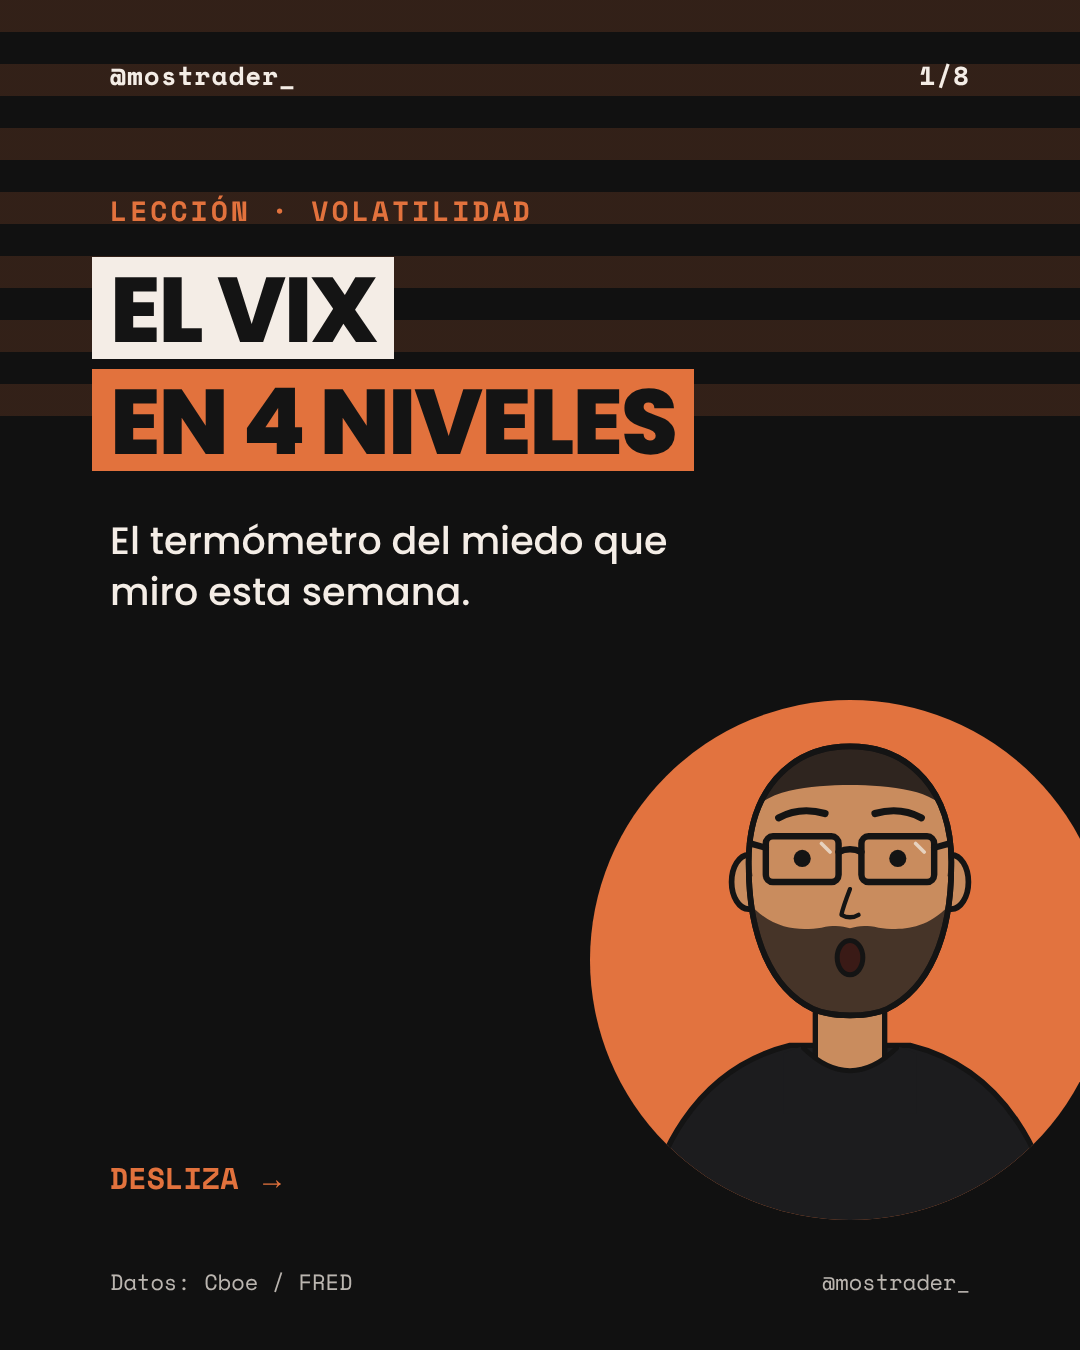 @mostrader_
1/8
LECCIÓN · VOLATILIDAD
EL VIX
EN 4 NIVELES
El termómetro del miedo que
miro esta semana.
DESLIZA →
Datos: Cboe / FRED
@mostrader_